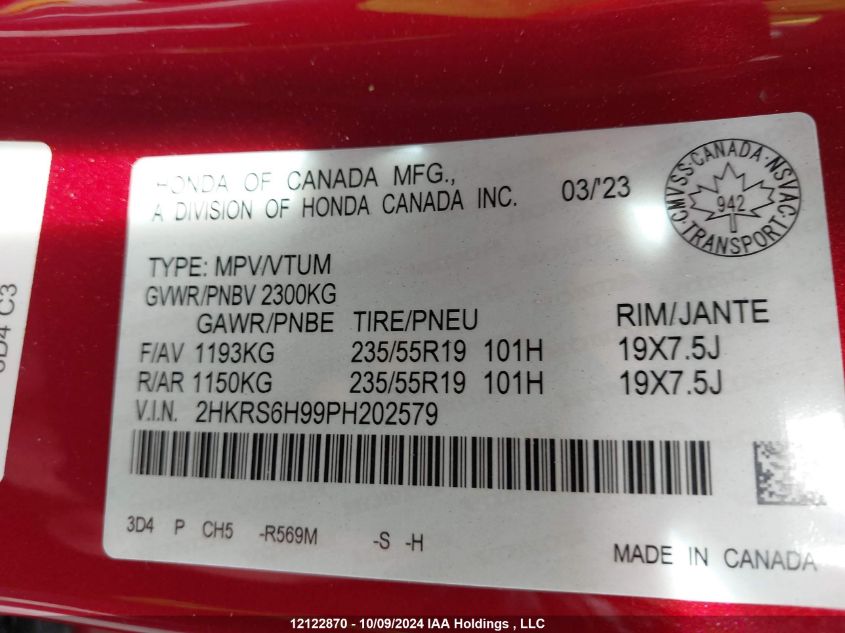 HONDA OF CANADA MFG.,
A DIVISION OF HONDA CANADA INC.
03/'23
CMVSS · CANADA · NSVAC
942
TRANSPORT
TYPE: MPV/VTUM
GVWR/PNBV 2300KG
GAWR/PNBE TIRE/PNEU RIM/JANTE
F/AV 1193KG 235/55R19 101H 19X7.5J
R/AR 1150KG 235/55R19 101H 19X7.5J
V.I.N. 2HKRS6H99PH202579
3D4 P CH5 -R569M -S -H
MADE IN CANADA
3D4 C3
12122870 - 10/09/2024 IAA Holdings , LLC